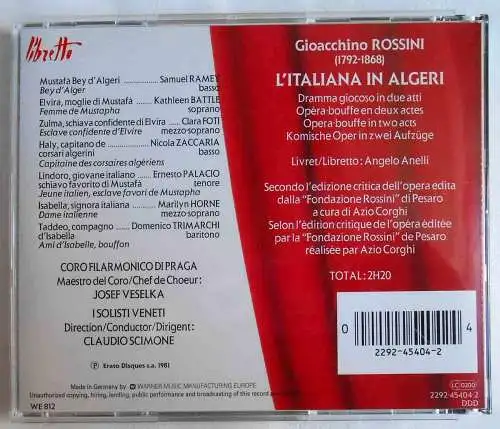 libretto
Mustafà Bey d'Algeri ............... Samuel RAMEY
Bey d'Alger basso
Elvira, moglie di Mustafà .... Kathleen BATTLE
Femme de Mustapha soprano
Zulma, schiava confidente d'Elvira .. Clara FOTI
Esclave confidente d'Elvire mezzo-soprano
Haly, capitano de ............ Nicola ZACCARIA
corsari algerini basso
Capitaine des corsaires algériens
Lindoro, giovane italiano .... Ernesto PALACIO
schiavo favorito di Mustafà tenore
Jeune italien, esclave favori de Mustapha
Isabella, signora italiana ....... Marilyn HORNE
Dame italienne mezzo-soprano
Taddeo, compagno ... Domenico TRIMARCHI
d'Isabella baritono
Ami d'Isabelle, bouffon
CORO FILARMONICO DI PRAGA
Maestro del Coro/Chef de Choeur:
JOSEF VESELKA
I SOLISTI VENETI
Direction/Conductor/Dirigent:
CLAUDIO SCIMONE
Ⓟ Erato Disques s.a. 1981
Made in Germany by WARNER MUSIC MANUFACTURING EUROPE
Unauthorized copying, hiring, lending, public performance and broadcasting of this record
WE 812
Gioacchino ROSSINI
(1792-1868)
L'ITALIANA IN ALGERI
Dramma giocoso in due atti
Opéra-bouffe en deux actes
Opera-bouffe in two acts
Komische Oper in zwei Aufzüge
Livret/Libretto: Angelo Anelli
Secondo l'edizione critica dell'opera edita
dalla "Fondazione Rossini" di Pesaro
a cura di Azio Corghi
Selon l'édition critique de l'opera éditée
par la "Fondazione Rossini" de Pesaro
réalisée par Azio Corghi
TOTAL: 2H20
0 4
2292-45404-2
LC 0200
2292-45404-2
DDD